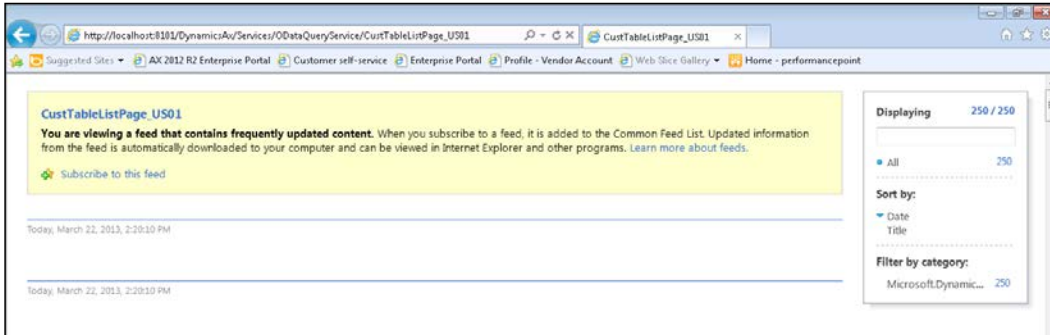 http://localhost:8101/DynamicsAx/Services/ODataQueryService/CustTableListPage_US01
CustTableListPage_US01
Suggested Sites AX 2012 R2 Enterprise Portal Customer self-service Enterprise Portal Profile - Vendor Account Web Slice Gallery Home - performancepoint
CustTableListPage_US01
You are viewing a feed that contains frequently updated content. When you subscribe to a feed, it is added to the Common Feed List. Updated information
from the feed is automatically downloaded to your computer and can be viewed in Internet Explorer and other programs. Learn more about feeds.
Subscribe to this feed
Today, March 22, 2013, 2:20:10 PM
Today, March 22, 2013, 2:20:10 PM
Displaying 250 / 250
All 250
Sort by:
Date
Title
Filter by category:
Microsoft.Dynamic... 250